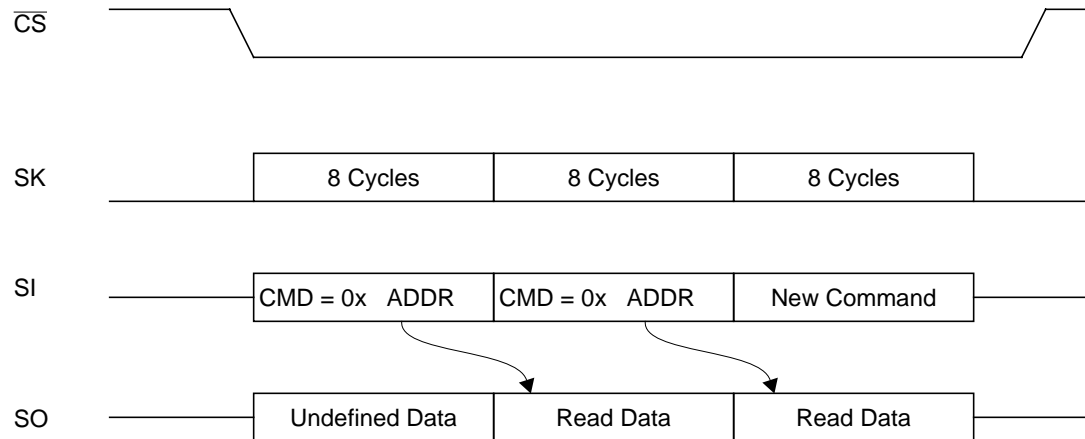 CS
SK
8 Cycles
8 Cycles
8 Cycles
SI
CMD = 0x ADDR
CMD = 0x ADDR
New Command
SO
Undefined Data
Read Data
Read Data